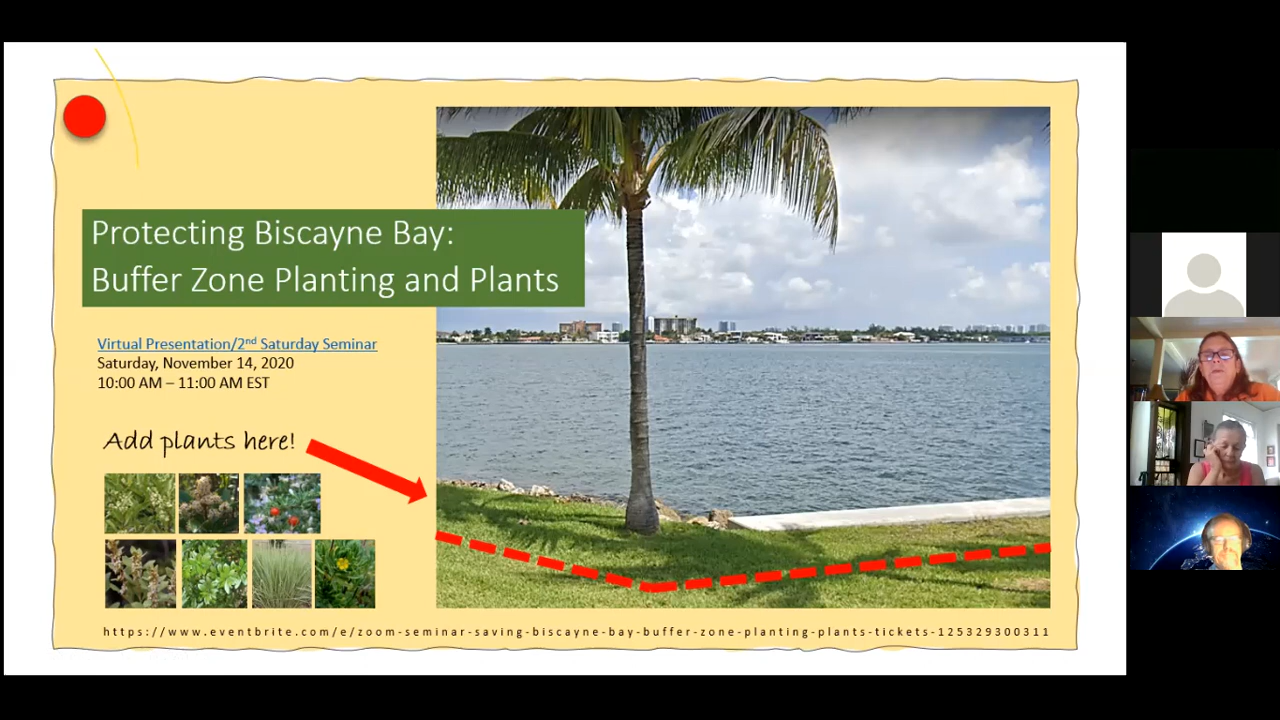 Protecting Biscayne Bay:
Buffer Zone Planting and Plants
Virtual Presentation/2nd Saturday Seminar
Saturday, November 14, 2020
10:00 AM – 11:00 AM EST
Add plants here!
https://www.eventbrite.com/e/zoom-seminar-saving-biscayne-bay-buffer-zone-planting-plants-tickets-125329300311